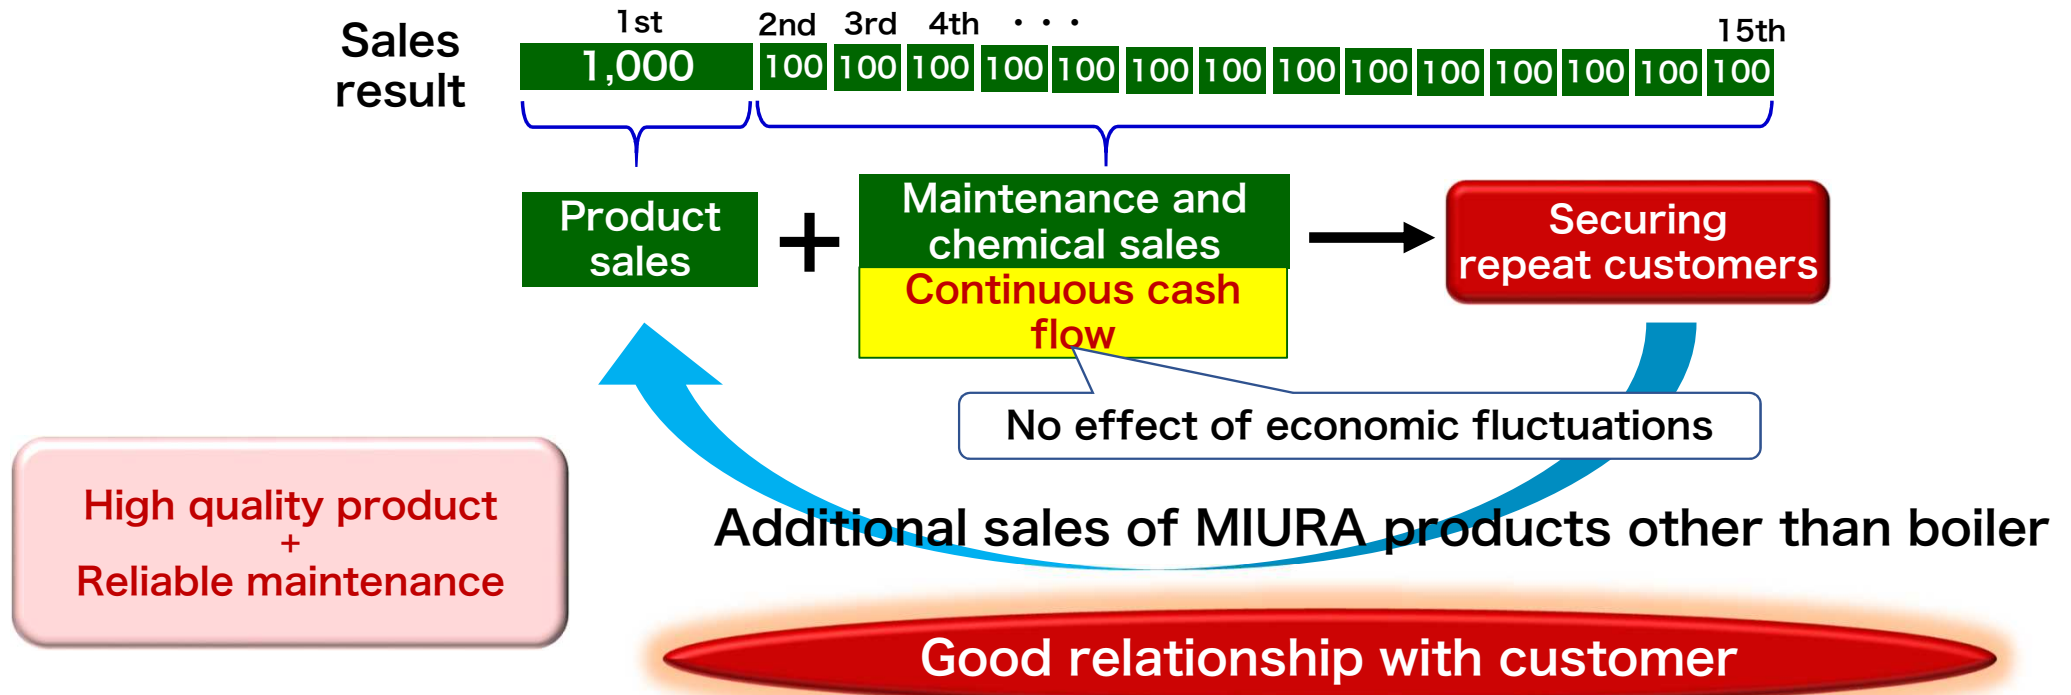 Sales
result
1st 2nd 3rd 4th ・・・ 15th
1,000 100 100 100 100 100 100 100 100 100 100 100 100 100 100
Product
sales
+
Maintenance and
chemical sales
Continuous cash
flow
Securing
repeat customers
No effect of economic fluctuations
High quality product
+
Reliable maintenance
Additional sales of MIURA products other than boiler
Good relationship with customer